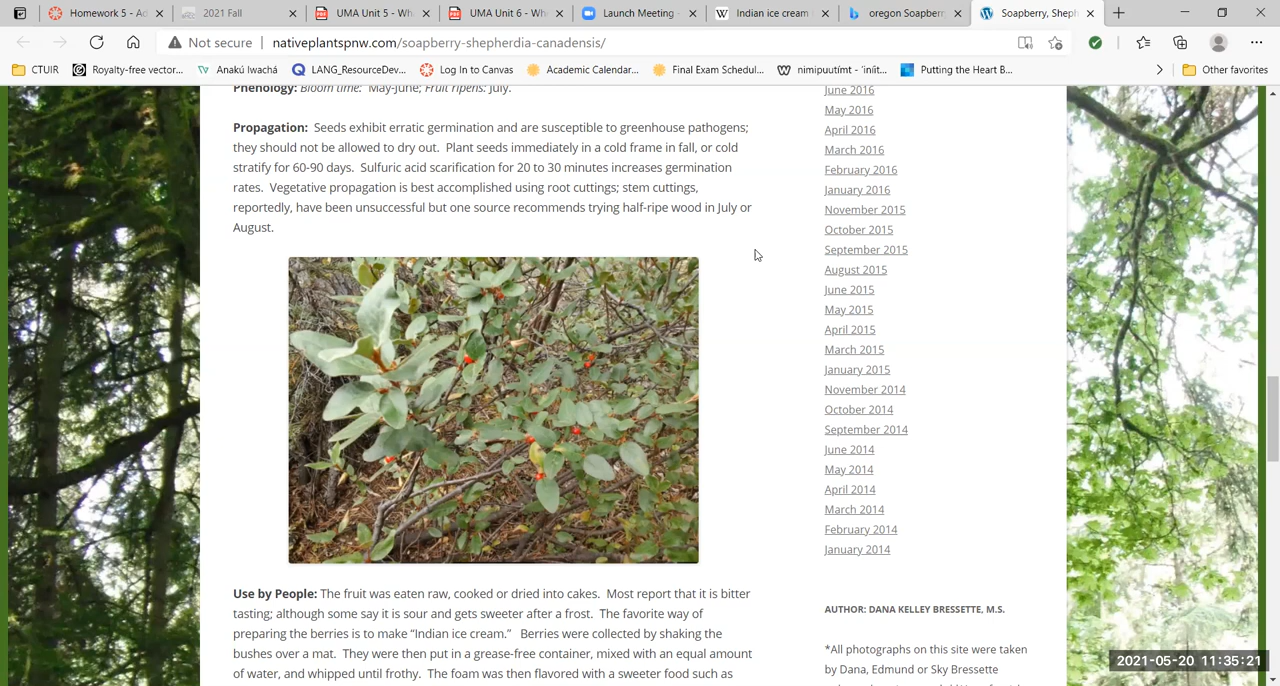 Homework 5 - Ad
2021 Fall
UMA Unit 5 - Wh
UMA Unit 6 - Wh
Launch Meeting -
Indian ice cream
oregon Soapberr
Soapberry, Sheph
Not secure nativeplantspnw.com/soapberry-shepherdia-canadensis/
CTUIR
Royalty-free vector...
Anakú Iwachá
LANG_ResourceDev...
Log In to Canvas
Academic Calendar...
Final Exam Schedul...
nimipuutímt - 'iníit...
Putting the Heart B...
Other favorites
Phenology: Bloom time: May-June; Fruit ripens: July.
Propagation: Seeds exhibit erratic germination and are susceptible to greenhouse pathogens;
they should not be allowed to dry out. Plant seeds immediately in a cold frame in fall, or cold
stratify for 60-90 days. Sulfuric acid scarification for 20 to 30 minutes increases germination
rates. Vegetative propagation is best accomplished using root cuttings; stem cuttings,
reportedly, have been unsuccessful but one source recommends trying half-ripe wood in July or
August.
Use by People: The fruit was eaten raw, cooked or dried into cakes. Most report that it is bitter
tasting; although some say it is sour and gets sweeter after a frost. The favorite way of
preparing the berries is to make “Indian ice cream.” Berries were collected by shaking the
bushes over a mat. They were then put in a grease-free container, mixed with an equal amount
of water, and whipped until frothy. The foam was then flavored with a sweeter food such as
June 2016
May 2016
April 2016
March 2016
February 2016
January 2016
November 2015
October 2015
September 2015
August 2015
June 2015
May 2015
April 2015
March 2015
January 2015
November 2014
October 2014
September 2014
June 2014
May 2014
April 2014
March 2014
February 2014
January 2014
AUTHOR: DANA KELLEY BRESSETTE, M.S.
*All photographs on this site were taken
by Dana, Edmund or Sky Bressette
2021-05-20 11:35:21